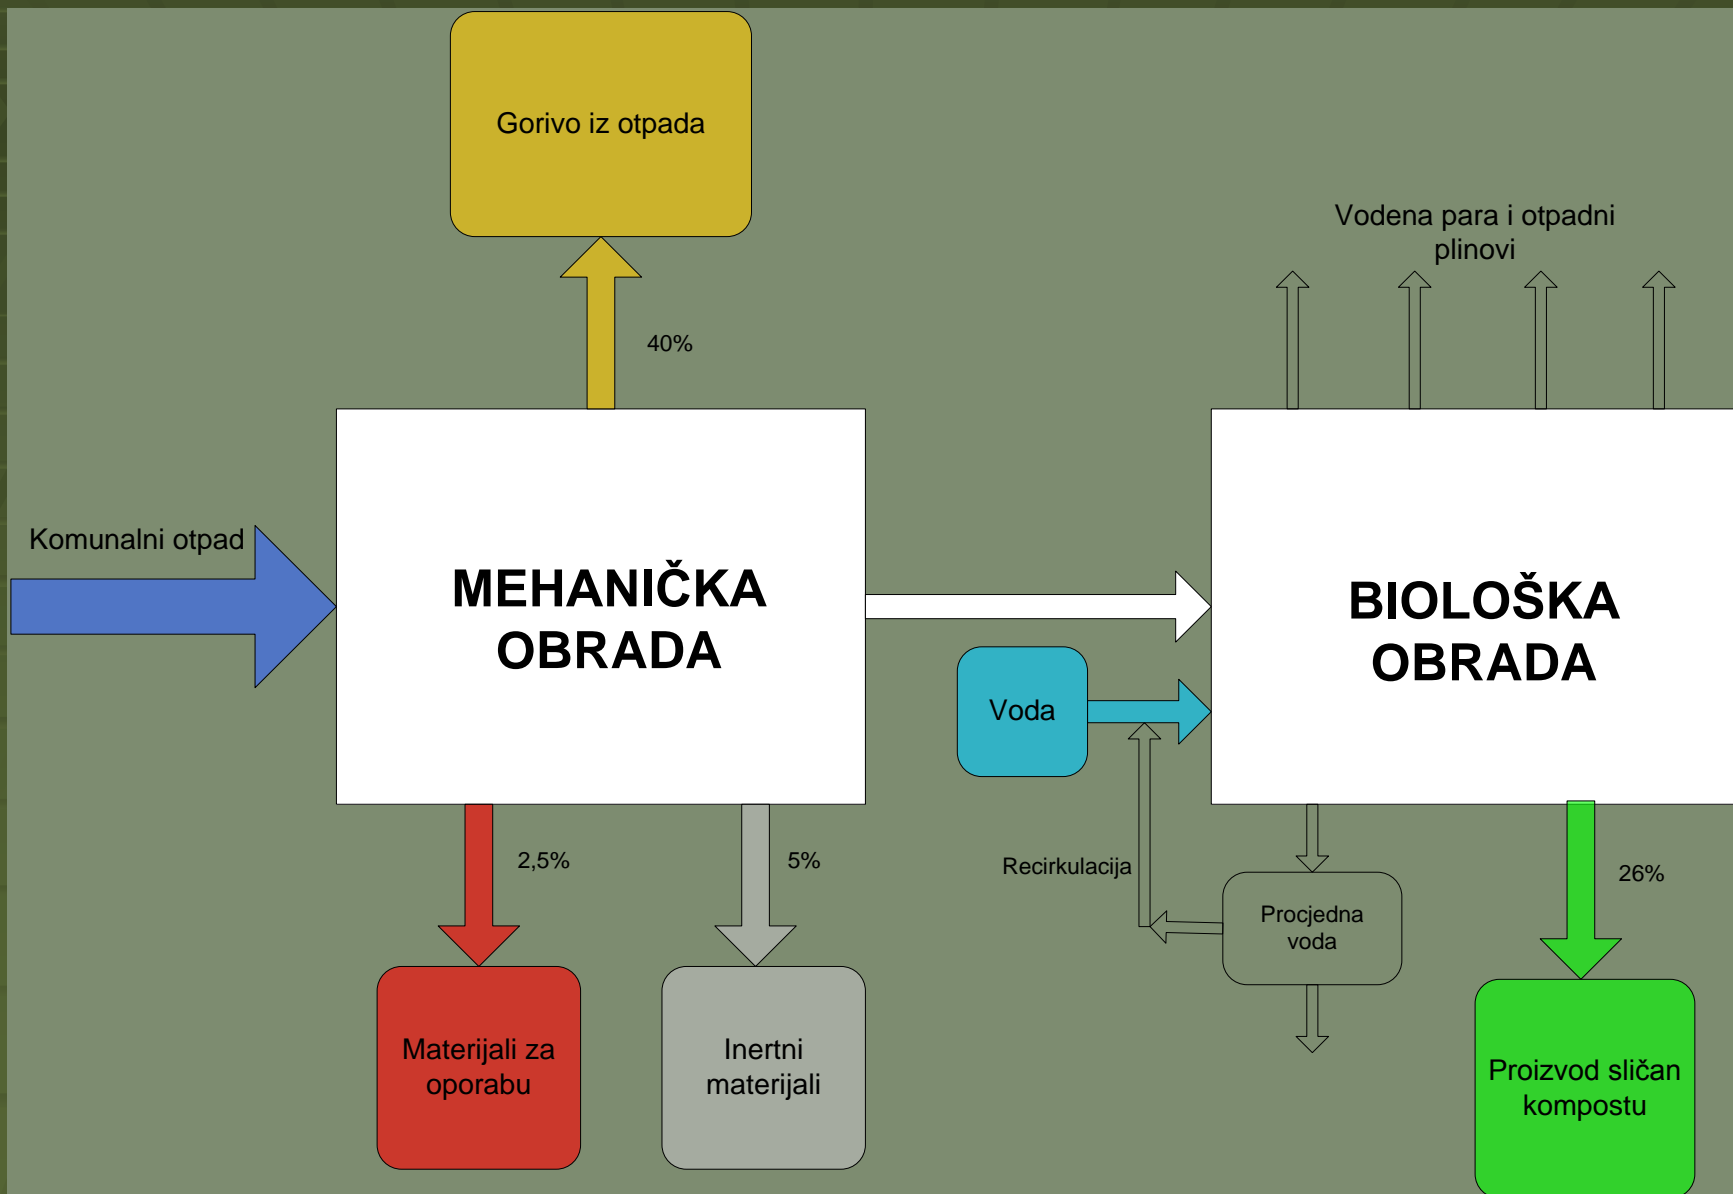 Gorivo iz otpada
Vodena para i otpadni
plinovi
40%
Komunalni otpad
MEHANIČKA
OBRADA
BIOLOŠKA
OBRADA
Voda
2,5%
5%
Recirkulacija
26%
Procjedna
voda
Materijali za
oporabu
Inertni
materijali
Proizvod sličan
kompostu